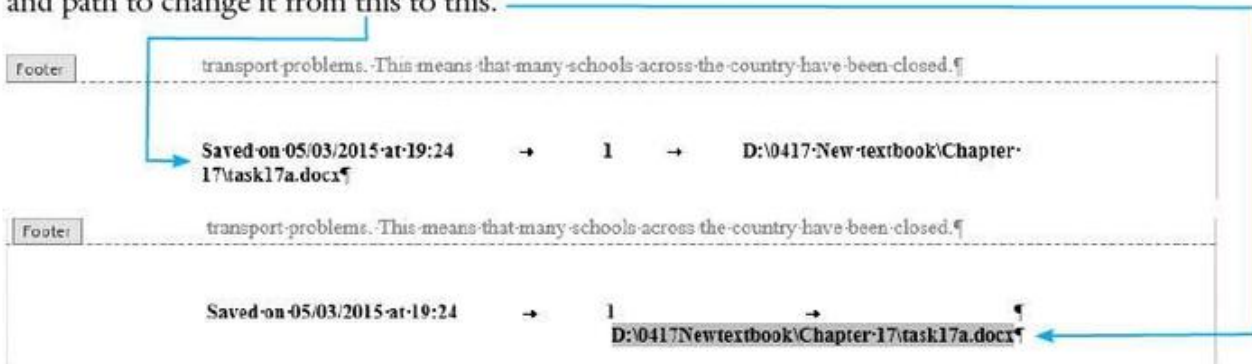 and path to change it from this to this.
Footer
transport·problems.·This·means·that·many·schools·across·the·country·have·been·closed.¶
Saved·on·05/03/2015·at·19:24 → 1 → D:\0417·New·textbook\Chapter·
17\task17a.docx¶
Footer
transport·problems.·This·means·that·many·schools·across·the·country·have·been·closed.¶
Saved·on·05/03/2015·at·19:24 → 1 → ¶
D:\0417Newtextbook\Chapter·17\task17a.docx¶